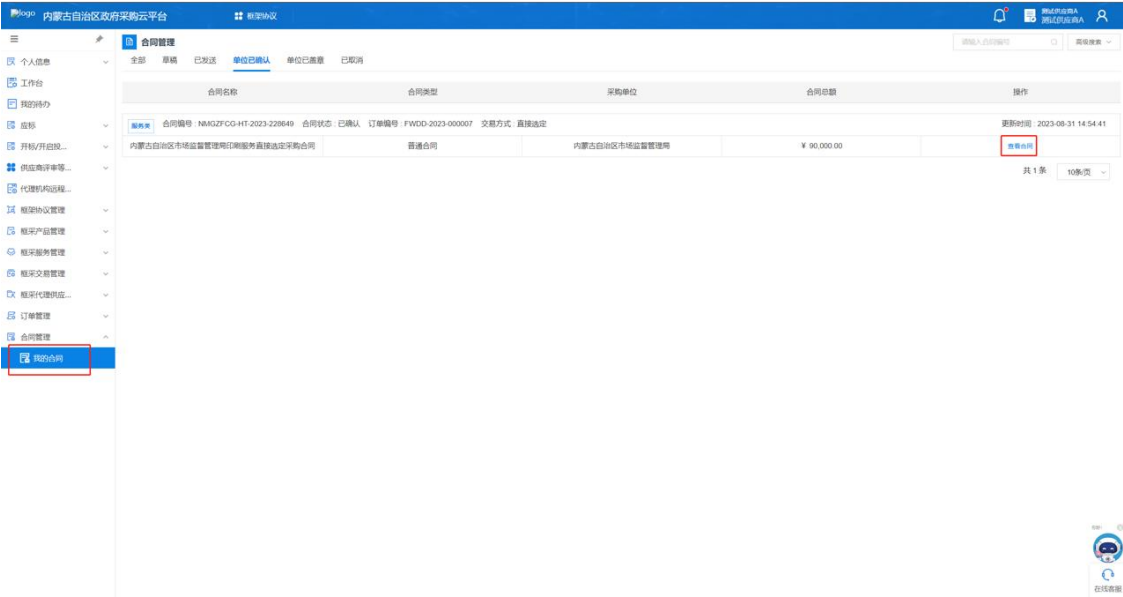 logo 内蒙古自治区政府采购云平台 框架协议 测试供应商A
测试供应商A
合同管理 请输入合同编号 高级搜索
全部 草稿 已发送 单位已确认 单位已盖章 已取消
个人信息
工作台
我的待办
应标
开标/开启投...
供应商评审等...
代理机构远程...
框架协议管理
框采产品管理
框采服务管理
框采交易管理
框采代理供应...
订单管理
合同管理
我的合同
合同名称 合同类型 采购单位 合同总额 操作
服务类 合同编号 : NMGZFCG-HT-2023-228649 合同状态 : 已确认 订单编号 : FWDD-2023-000007 交易方式 : 直接选定 更新时间 : 2023-08-31 14:54:41
内蒙古自治区市场监督管理局印刷服务直接选定采购合同 普通合同 内蒙古自治区市场监督管理局 ¥ 90,000.00 查看合同
共 1 条 10条/页
在线客服